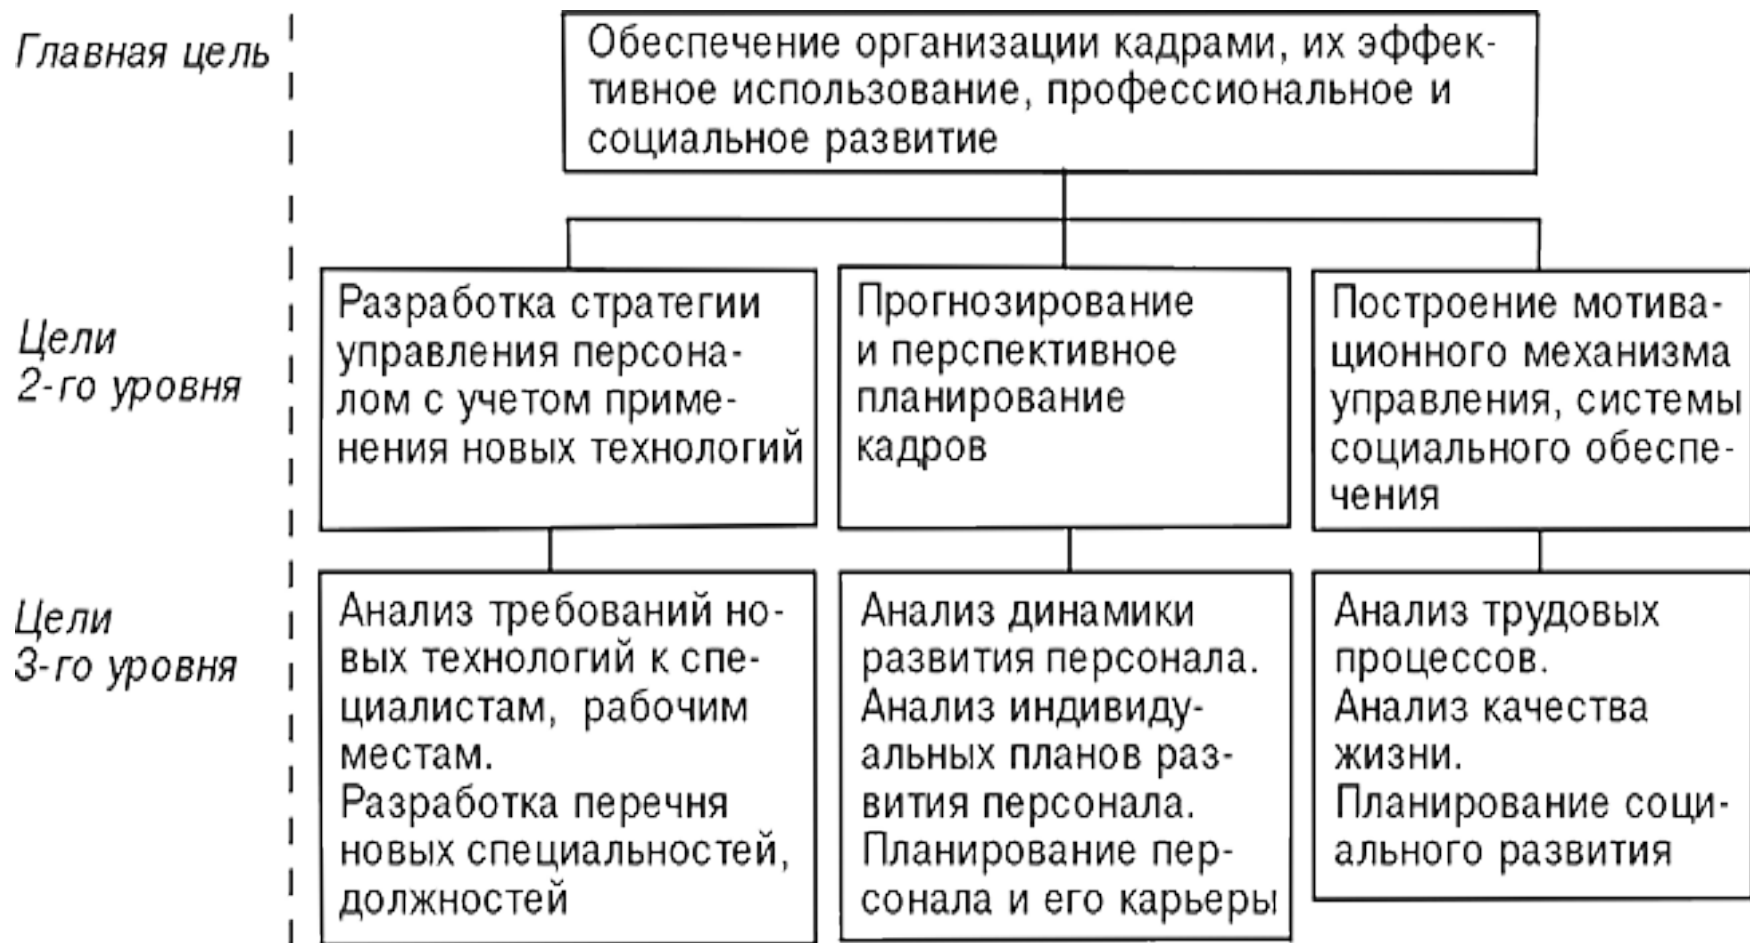 Главная цель
Обеспечение организации кадрами, их эффек-
тивное использование, профессиональное и
социальное развитие
Цели
2-го уровня
Разработка стратегии
управления персона-
лом с учетом приме-
нения новых технологий
Прогнозирование
и перспективное
планирование
кадров
Построение мотива-
ционного механизма
управления, системы
социального обеспе-
чения
Цели
3-го уровня
Анализ требований но-
вых технологий к спе-
циалистам, рабочим
местам.
Разработка перечня
новых специальностей,
должностей
Анализ динамики
развития персонала.
Анализ индивиду-
альных планов раз-
вития персонала.
Планирование пер-
сонала и его карьеры
Анализ трудовых
процессов.
Анализ качества
жизни.
Планирование соци-
ального развития